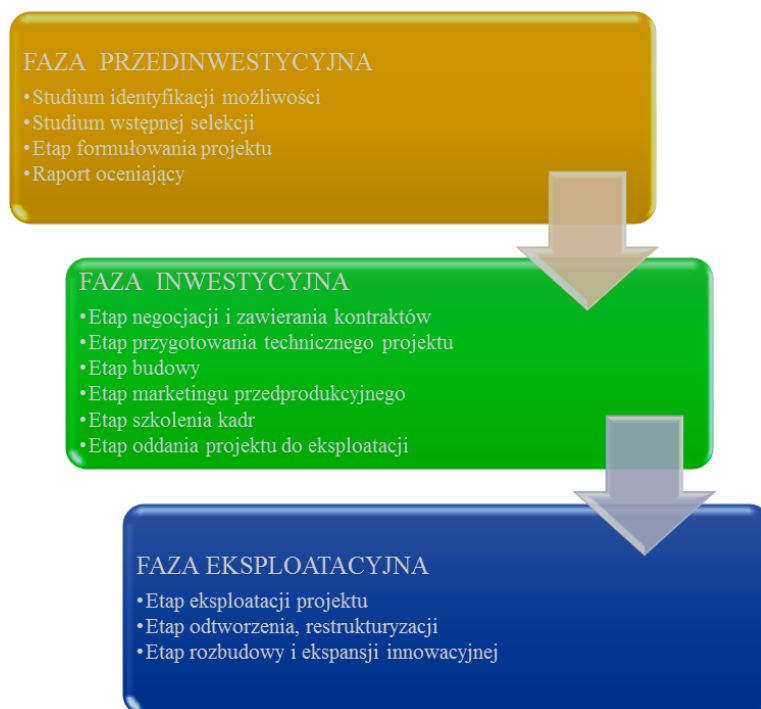 FAZA PRZEDINWESTYCYJNA
•Studium identyfikacji możliwości
•Studium wstępnej selekcji
•Etap formułowania projektu
•Raport oceniający
FAZA INWESTYCYJNA
•Etap negocjacji i zawierania kontraktów
•Etap przygotowania technicznego projektu
•Etap budowy
•Etap marketingu przedprodukcyjnego
•Etap szkolenia kadr
•Etap oddania projektu do eksploatacji
FAZA EKSPLOATACYJNA
•Etap eksploatacji projektu
•Etap odtworzenia, restrukturyzacji
•Etap rozbudowy i ekspansji innowacyjnej